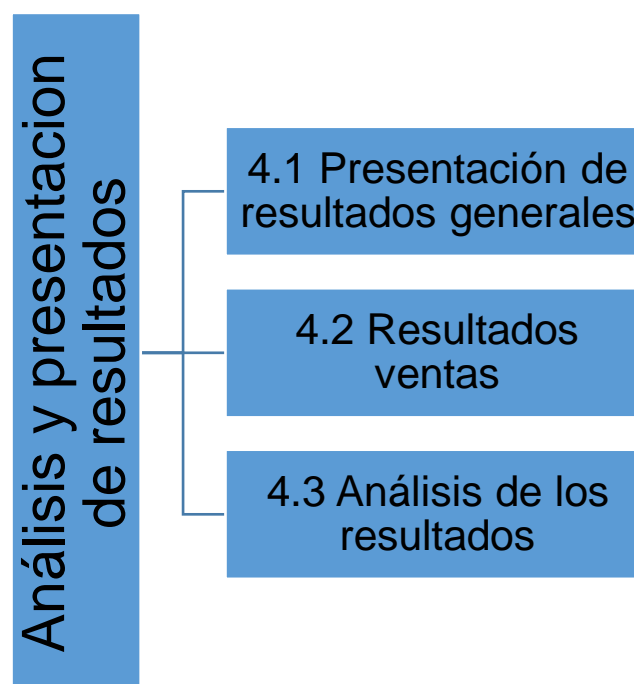 Análisis y presentacion
de resultados
4.1 Presentación de
resultados generales
4.2 Resultados
ventas
4.3 Análisis de los
resultados